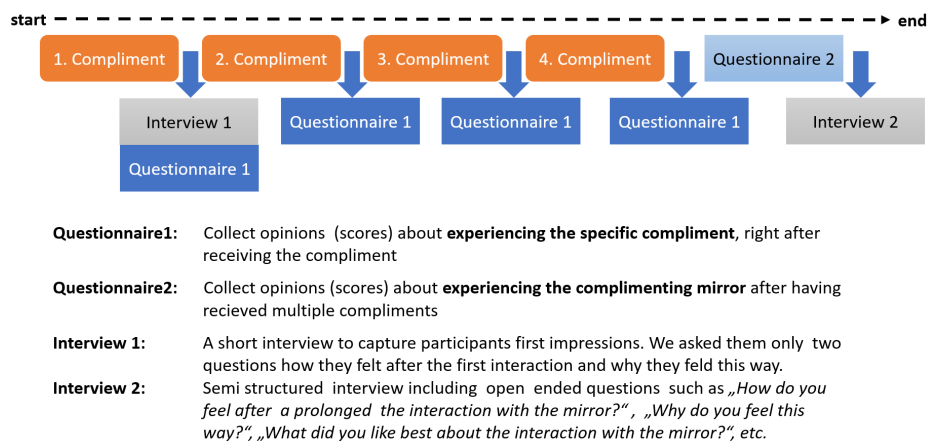 start
end
1. Compliment
2. Compliment
3. Compliment
4. Compliment
Questionnaire 2
Interview 1
Questionnaire 1
Questionnaire 1
Questionnaire 1
Questionnaire 1
Interview 2
Questionnaire1: Collect opinions (scores) about experiencing the specific compliment, right after
receiving the compliment
Questionnaire2: Collect opinions (scores) about experiencing the complimenting mirror after having
recieved multiple compliments
Interview 1: A short interview to capture participants first impressions. We asked them only two
questions how they felt after the first interaction and why they feld this way.
Interview 2: Semi structured interview including open ended questions such as „How do you
feel after a prolonged the interaction with the mirror?“ , „Why do you feel this
way?“, „What did you like best about the interaction with the mirror?“, etc.